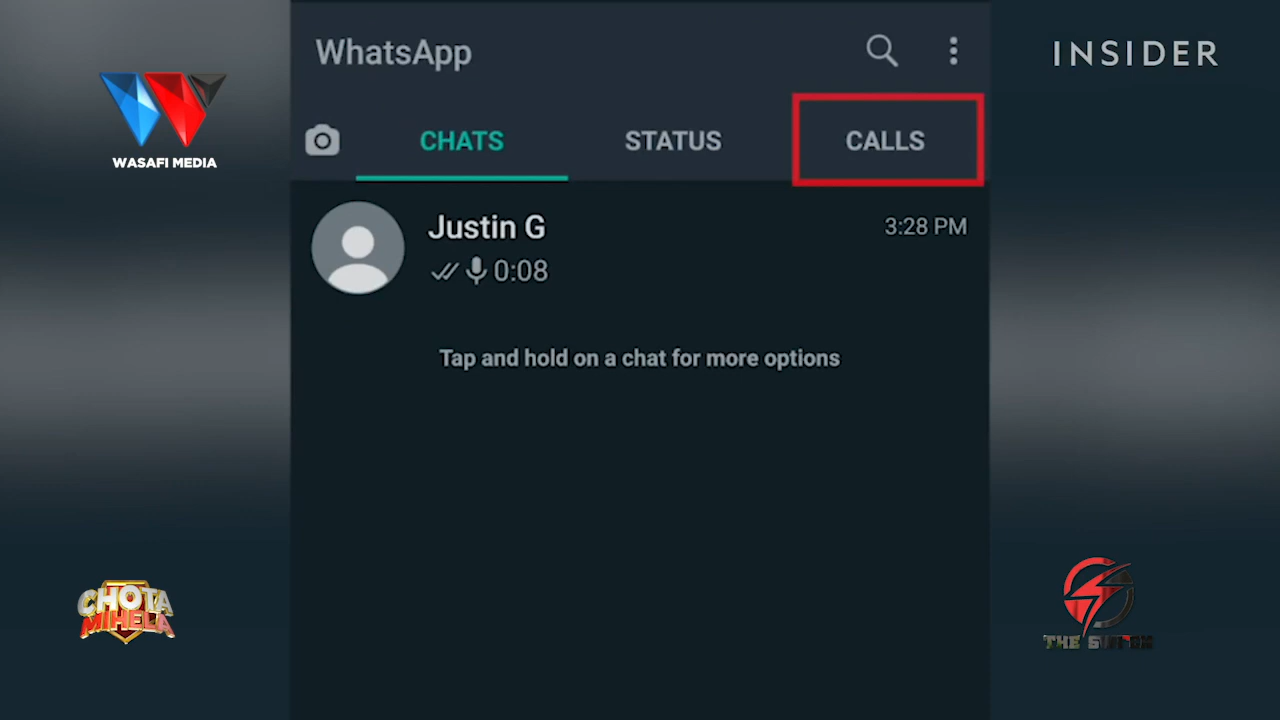 WhatsApp
INSIDER
WASAFI MEDIA
CHATS
STATUS
CALLS
Justin G
3:28 PM
0:08
Tap and hold on a chat for more options
CHOTA
MIHELA
THE